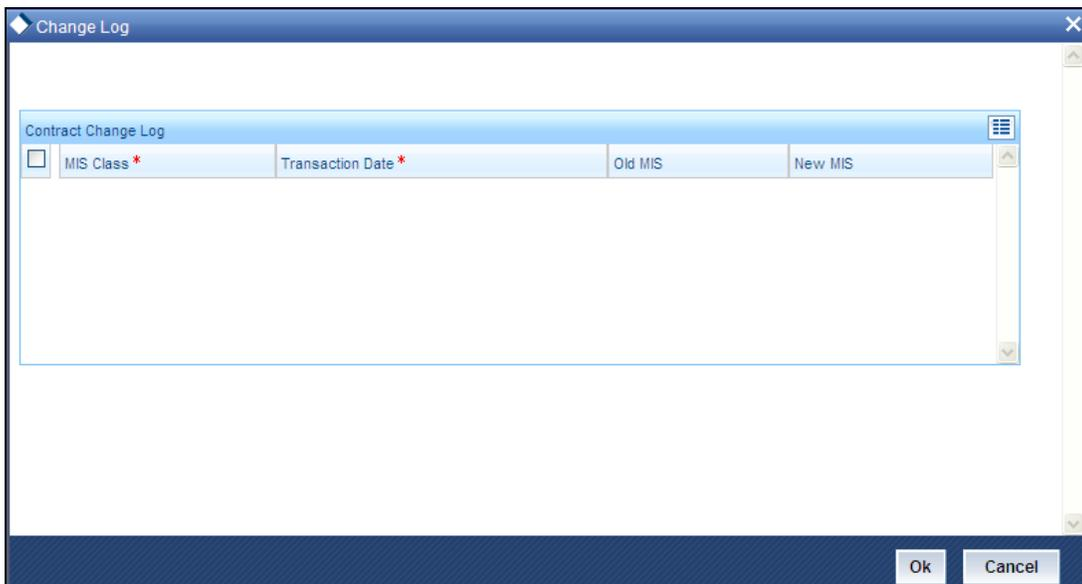 Change Log
Contract Change Log
MIS Class * Transaction Date * Old MIS New MIS
Ok Cancel